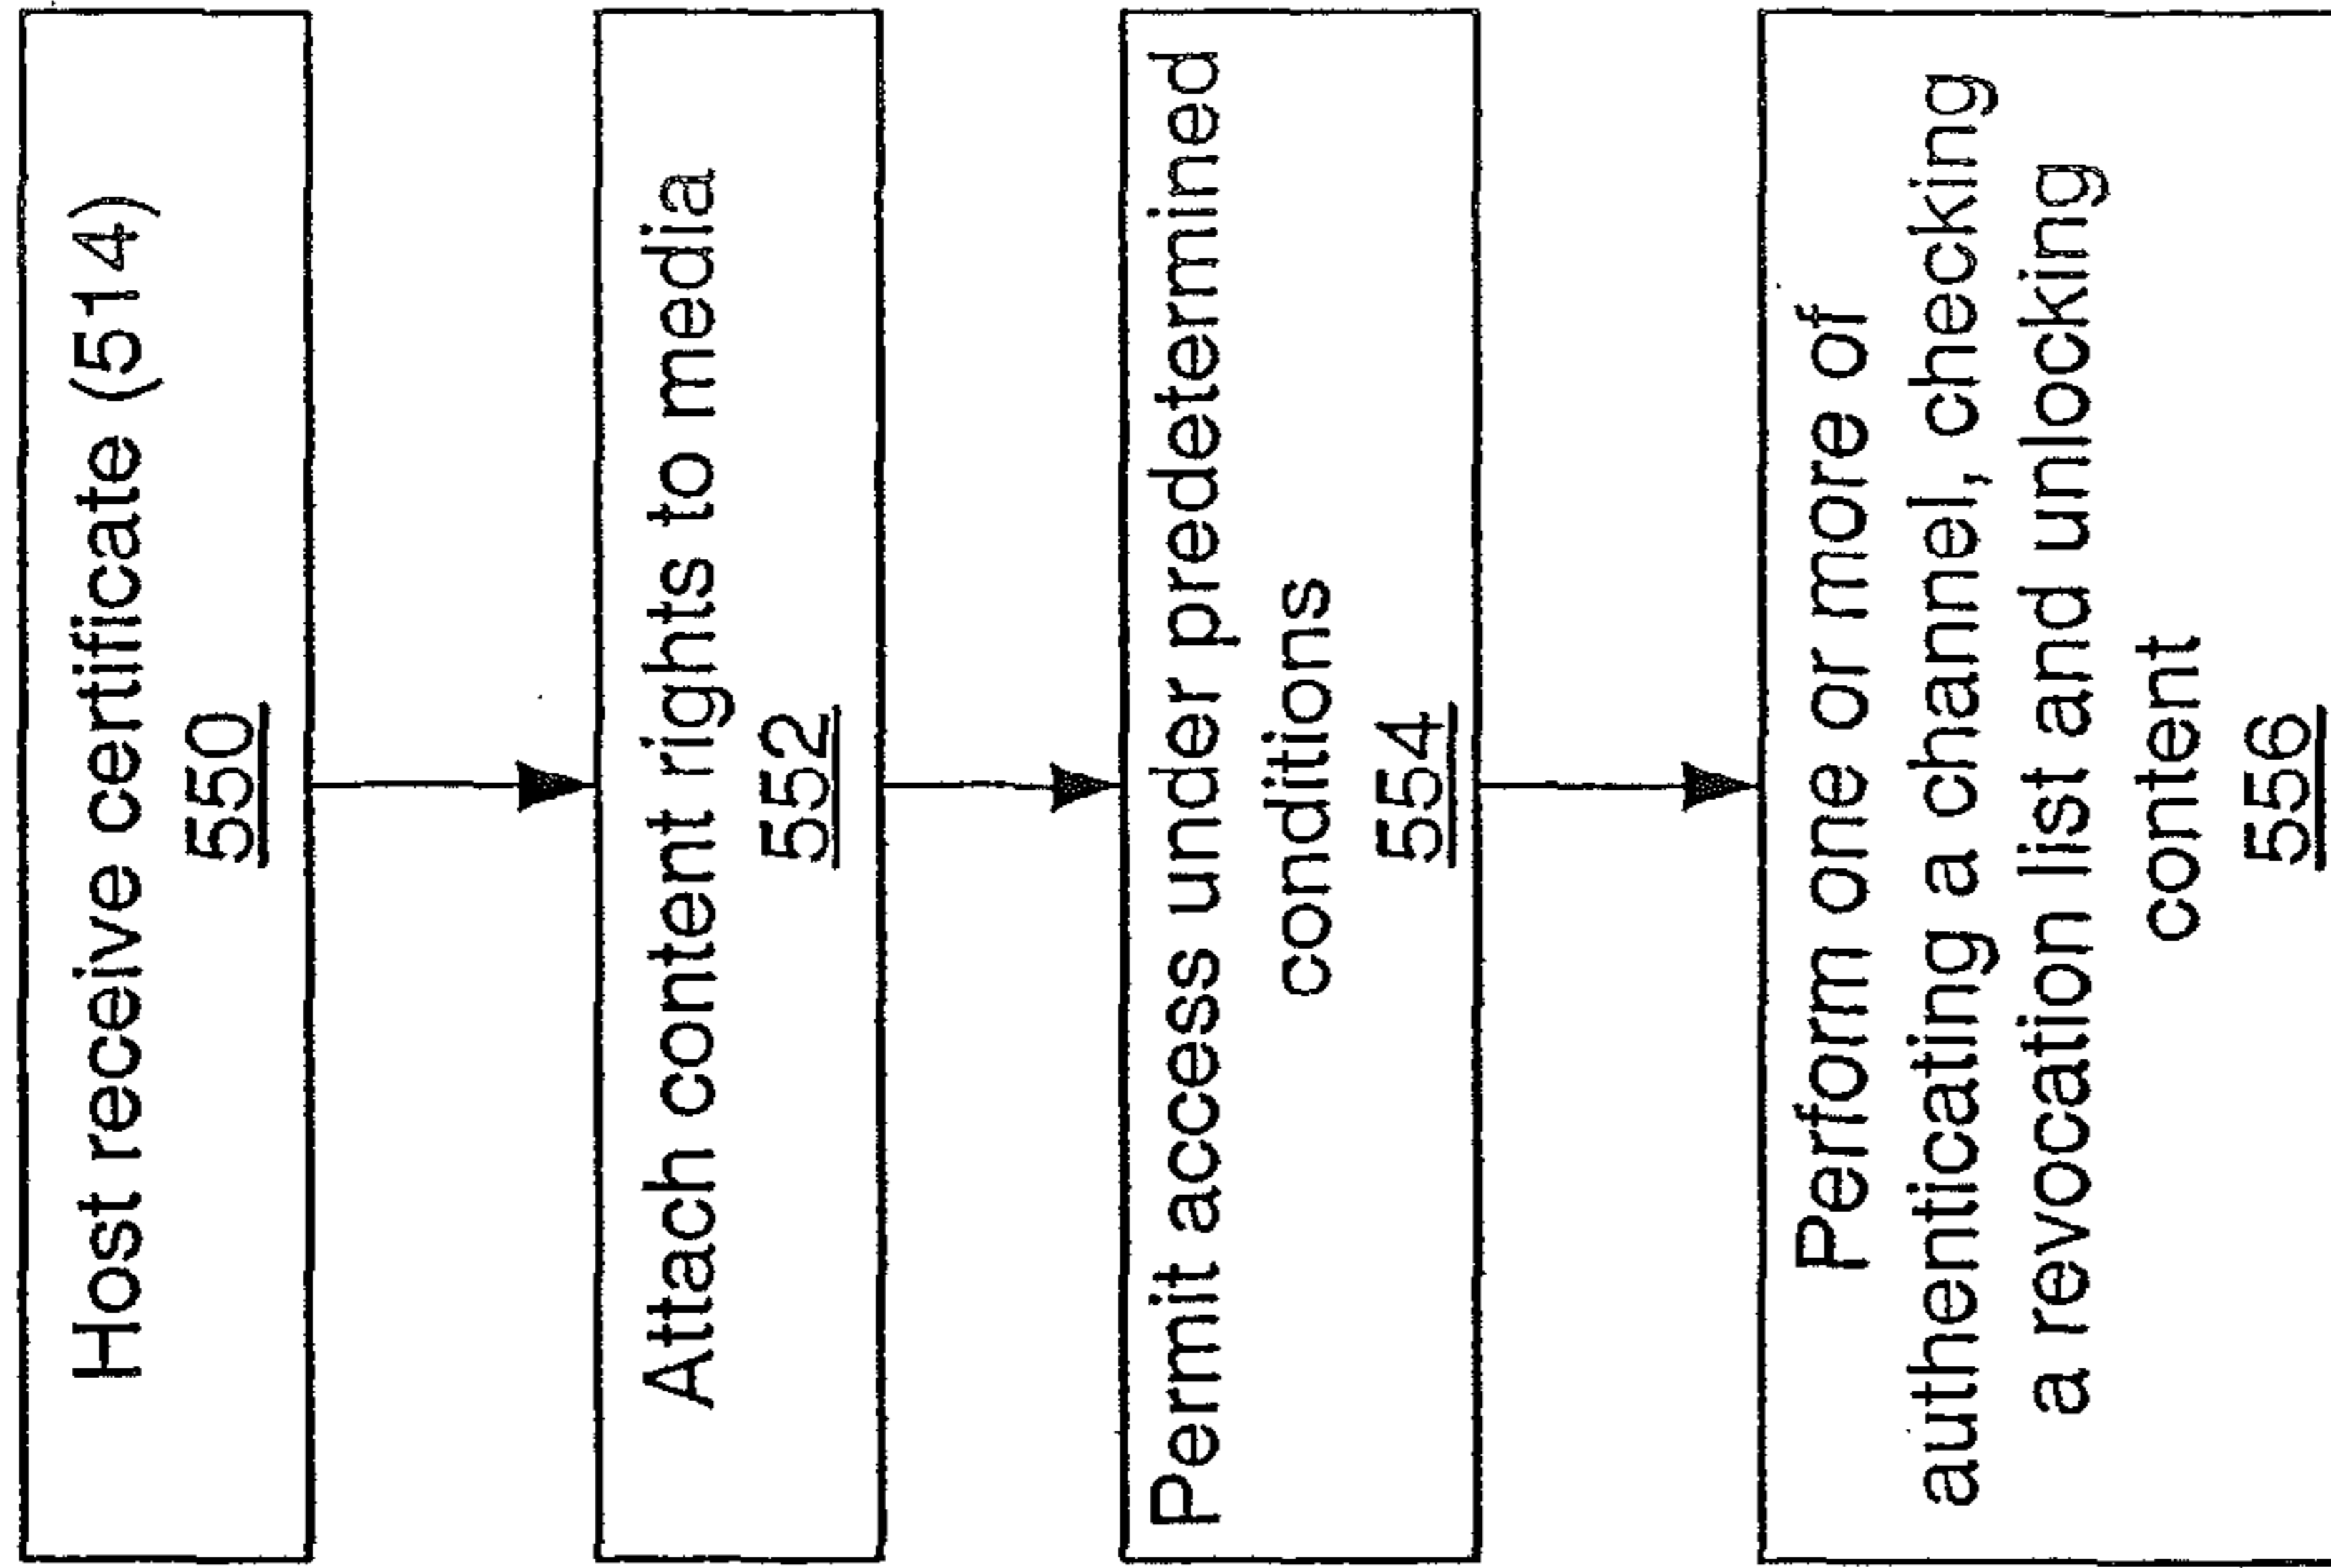 Host receive certificate (514)
550
Attach content rights to media
552
Permit access under predetermined
conditions
554
Perform one or more of
authenticating a channel, checking
a revocation list and unlocking
content
556